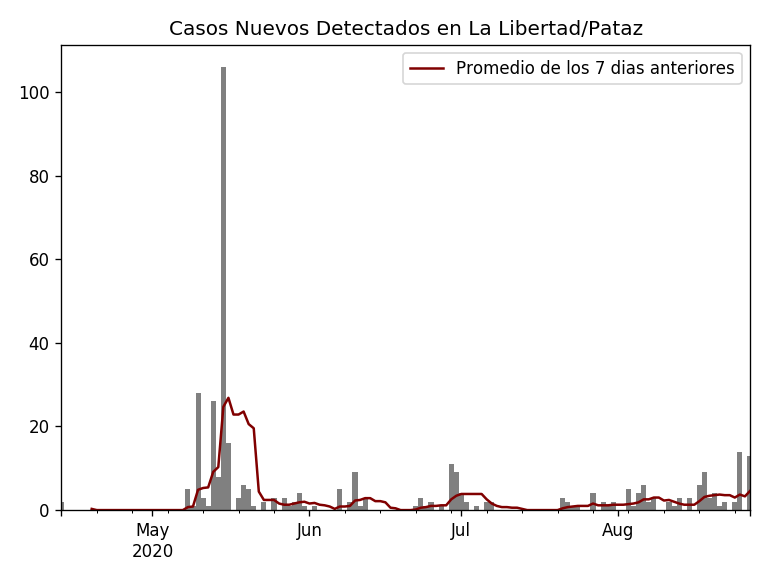 Casos Nuevos Detectados en La Libertad/Pataz
Promedio de los 7 dias anteriores
100
80
60
40
20
0
May Jun Jul Aug
2020